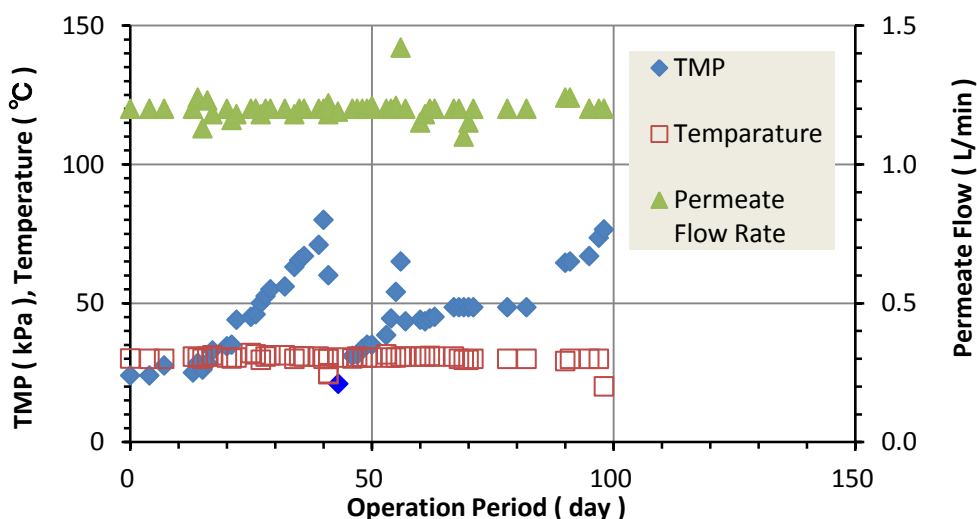 150
100
50
0
TMP ( kPa ), Temperature ( ℃ )
0
50
100
150
Operation Period ( day )
1.5
1.0
0.5
0.0
Permeate Flow ( L/min )
TMP
Temparature
Permeate
Flow Rate